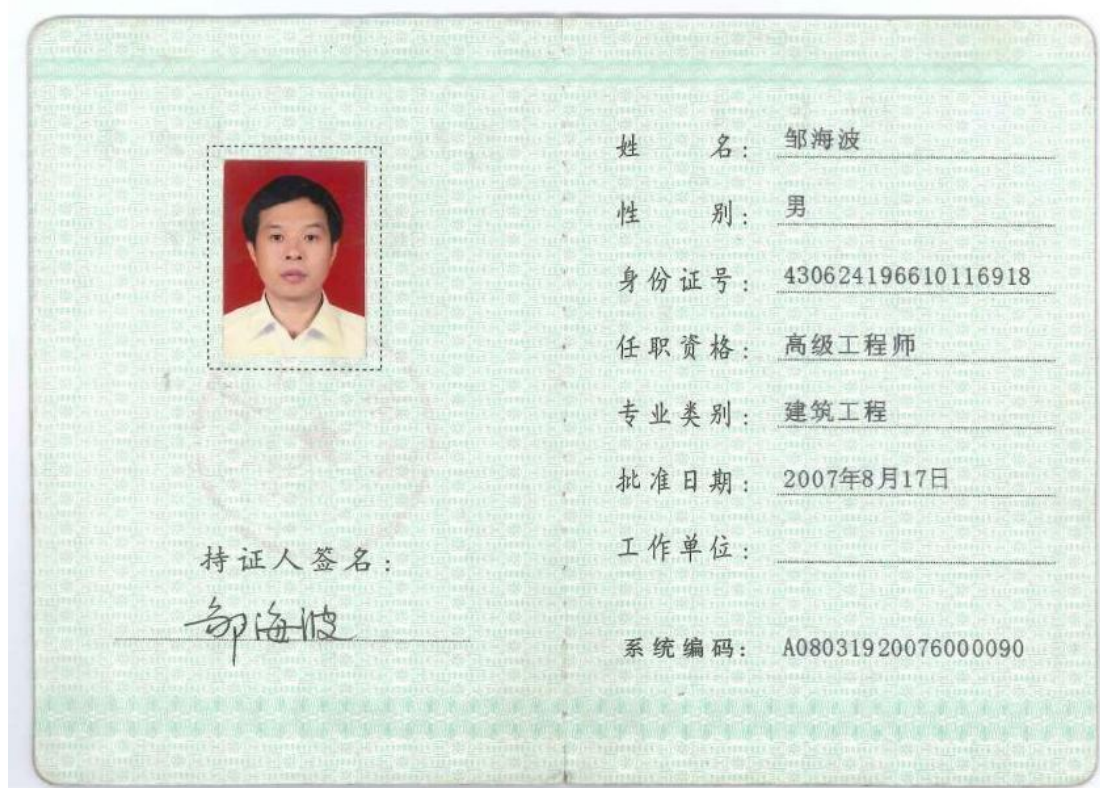 持证人签名:
邹海波
姓 名: 邹海波
性 别: 男
身份证号: 430624196610116918
任职资格: 高级工程师
专业类别: 建筑工程
批准日期: 2007年8月17日
工作单位:
系统编码: A08031920076000090